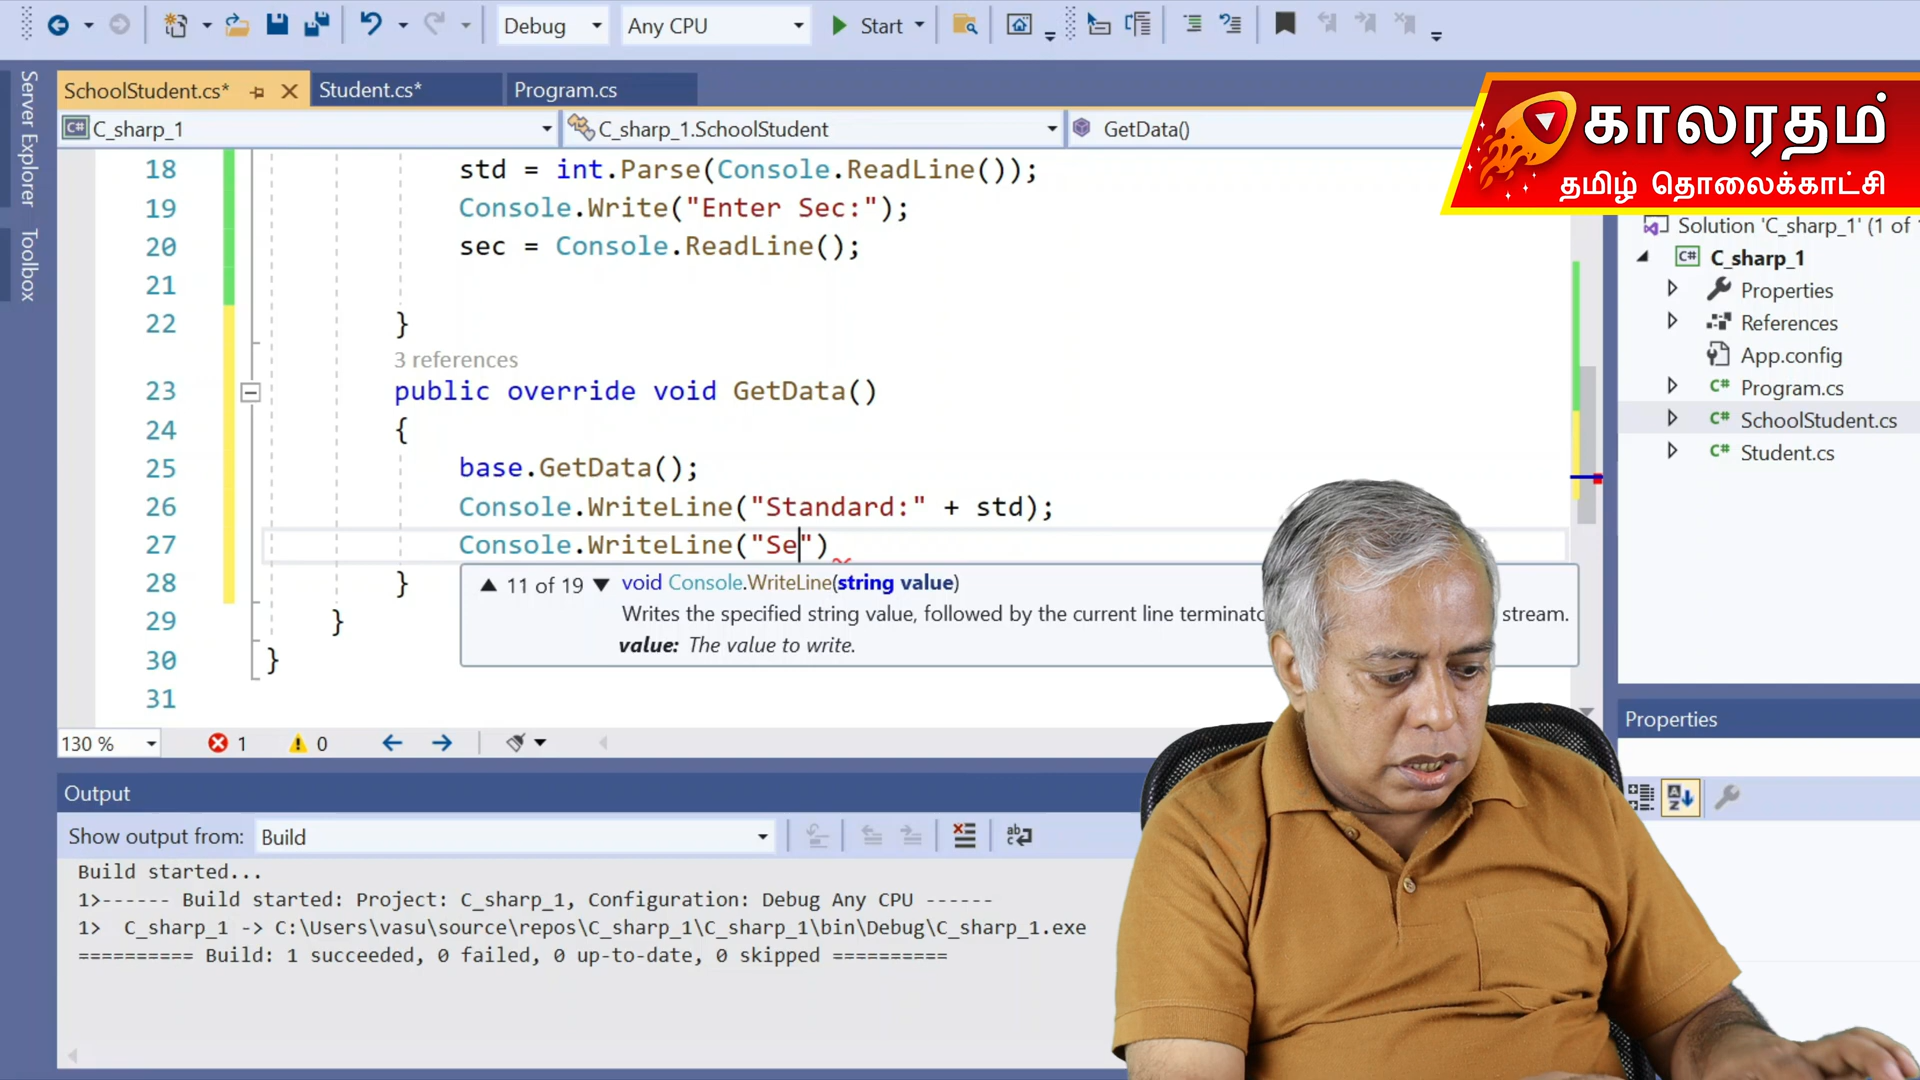 Debug
Any CPU
Start
Server Explorer
Toolbox
SchoolStudent.cs*
Student.cs*
Program.cs
C_sharp_1
C_sharp_1.SchoolStudent
GetData()
காலரதம்
தமிழ் தொலைக்காட்சி
18 std = int.Parse(Console.ReadLine());
19 Console.Write("Enter Sec:");
20 sec = Console.ReadLine();
21
22 }
3 references
23 public override void GetData()
24 {
25 base.GetData();
26 Console.WriteLine("Standard:" + std);
27 Console.WriteLine("Se")
28 }
29 }
30 }
31
11 of 19 void Console.WriteLine(string value)
Writes the specified string value, followed by the current line stream.
value: The value to write.
Solution 'C_sharp_1' (1 of
C_sharp_1
Properties
References
App.config
Program.cs
SchoolStudent.cs
Student.cs
Properties
130 %
1
0
Output
Show output from: Build
Build started...
1>------ Build started: Project: C_sharp_1, Configuration: Debug Any CPU ------
1> C_sharp_1 -> C:\Users\vasu\source\repos\C_sharp_1\C_sharp_1\bin\Debug\C_sharp_1.exe
========== Build: 1 succeeded, 0 failed, 0 up-to-date, 0 skipped ==========